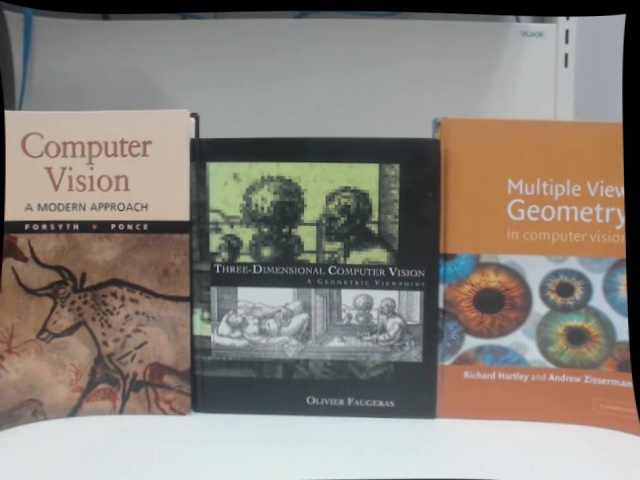 Computer
Vision
A MODERN APPROACH
FORSYTH PONCE
THREE-DIMENSIONAL COMPUTER VISION
A GEOMETRIC VIEWPOINT
OLIVIER FAUGERAS
Multiple View
Geometry
in computer vision
Richard Hartley and Andrew Zisserman